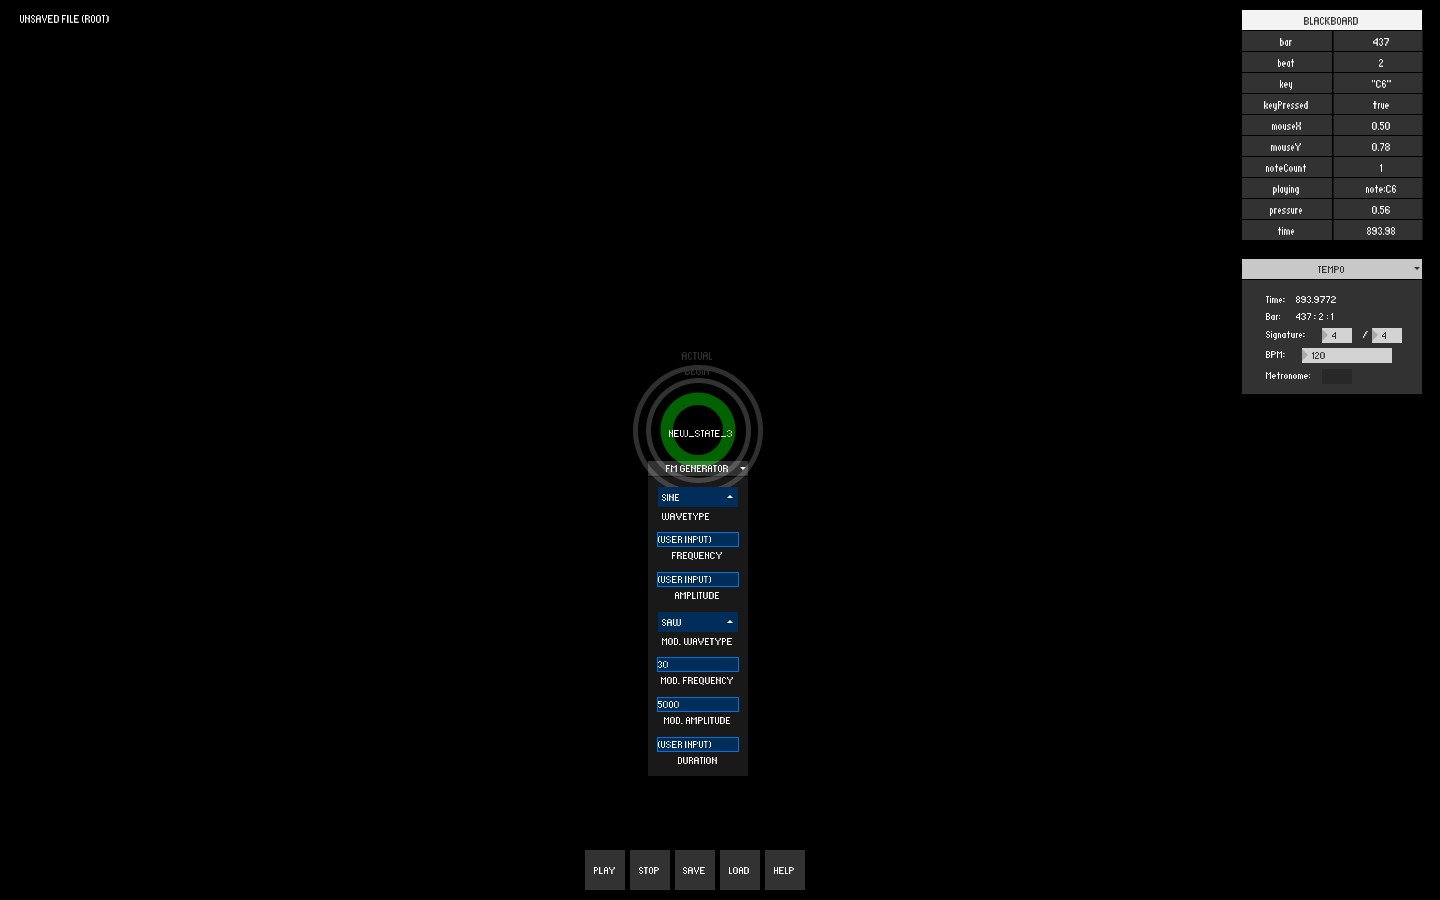 UNSAVED FILE (ROOT)
BLACKBOARD
bar 437
beat 2
key "C6"
keyPressed true
mouseX 0.50
mouseY 0.78
noteCount 1
playing note:C6
pressure 0.56
time 893.98
TEMPO
Time: 893.9772
Bar: 437 : 2 : 1
Signature: 4 / 4
BPM: 120
Metronome:
ACTUAL
BEGIN
NEW_STATE_3
FM GENERATOR
SINE
WAVETYPE
(USER INPUT)
FREQUENCY
(USER INPUT)
AMPLITUDE
SAW
MOD. WAVETYPE
30
MOD. FREQUENCY
5000
MOD. AMPLITUDE
(USER INPUT)
DURATION
PLAY STOP SAVE LOAD HELP